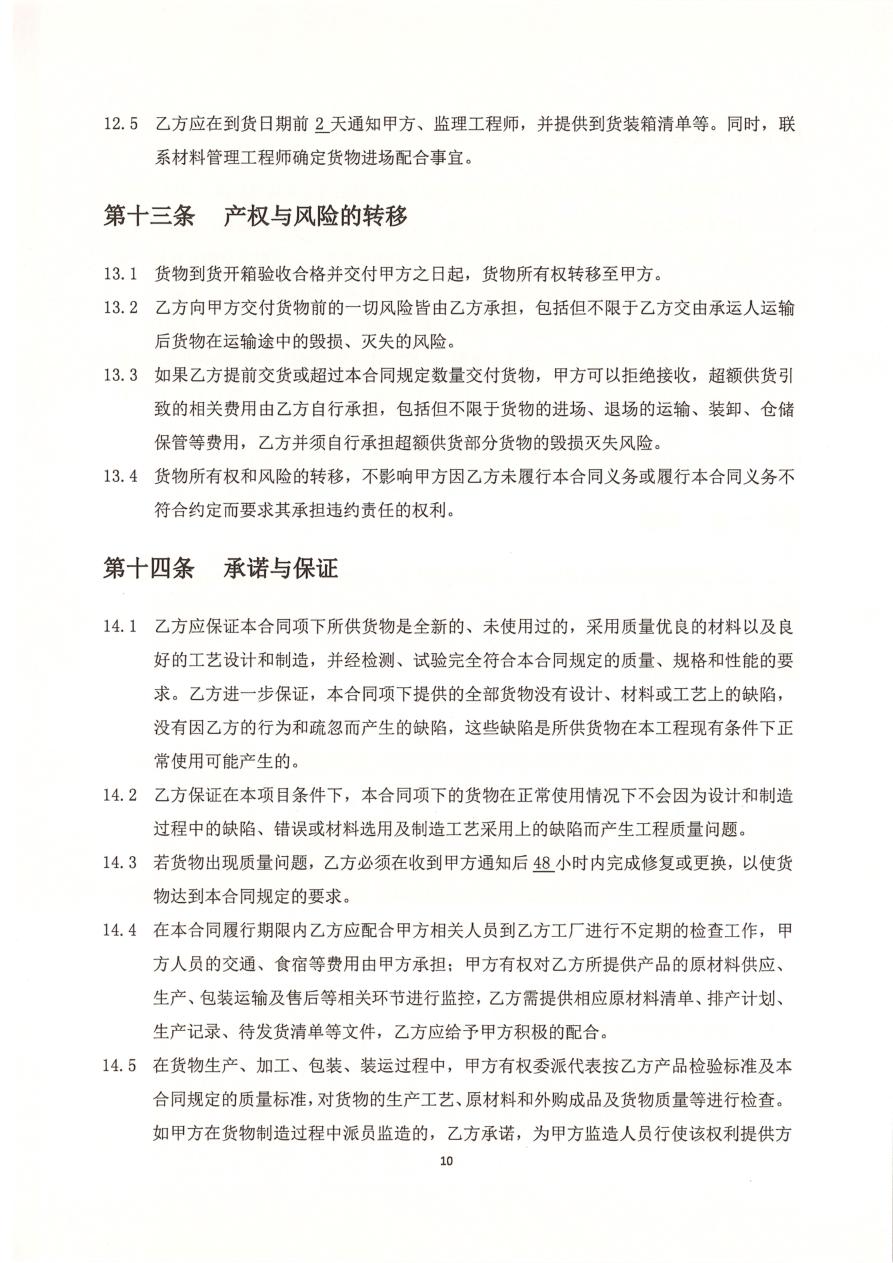 12.5 乙方应在到货日期前 2 天通知甲方、监理工程师，并提供到货装箱清单等。同时，联
系材料管理工程师确定货物进场配合事宜。
第十三条 产权与风险的转移
13.1 货物到货开箱验收合格并交付甲方之日起，货物所有权转移至甲方。
13.2 乙方向甲方交付货物前的一切风险皆由乙方承担，包括但不限于乙方交由承运人运输
后货物在运输途中的毁损、灭失的风险。
13.3 如果乙方提前交货或超过本合同规定数量交付货物，甲方可以拒绝接收，超额供货引
致的相关费用由乙方自行承担，包括但不限于货物的进场、退场的运输、装卸、仓储
保管等费用，乙方并须自行承担超额供货部分货物的毁损灭失风险。
13.4 货物所有权和风险的转移，不影响甲方因乙方未履行本合同义务或履行本合同义务不
符合约定而要求其承担违约责任的权利。
第十四条 承诺与保证
14.1 乙方应保证本合同项下所供货物是全新的、未使用过的，采用质量优良的材料以及良
好的工艺设计和制造，并经检测、试验完全符合本合同规定的质量、规格和性能的要
求。乙方进一步保证，本合同项下提供的全部货物没有设计、材料或工艺上的缺陷，
没有因乙方的行为和疏忽而产生的缺陷，这些缺陷是所供货物在本工程现有条件下正
常使用可能产生的。
14.2 乙方保证在本项目条件下，本合同项下的货物在正常使用情况下不会因为设计和制造
过程中的缺陷、错误或材料选用及制造工艺采用上的缺陷而产生工程质量问题。
14.3 若货物出现质量问题，乙方必须在收到甲方通知后 48 小时内完成修复或更换，以使货
物达到本合同规定的要求。
14.4 在本合同履行期限内乙方应配合甲方相关人员到乙方工厂进行不定期的检查工作，甲
方人员的交通、食宿等费用由甲方承担；甲方有权对乙方所提供产品的原材料供应、
生产、包装运输及售后等相关环节进行监控，乙方需提供相应原材料清单、排产计划、
生产记录、待发货清单等文件，乙方应给予甲方积极的配合。
14.5 在货物生产、加工、包装、装运过程中，甲方有权委派代表按乙方产品检验标准及本
合同规定的质量标准，对货物的生产工艺、原材料和外购成品及货物质量等进行检查。
如甲方在货物制造过程中派员监造的，乙方承诺，为甲方监造人员行使该权利提供方
10